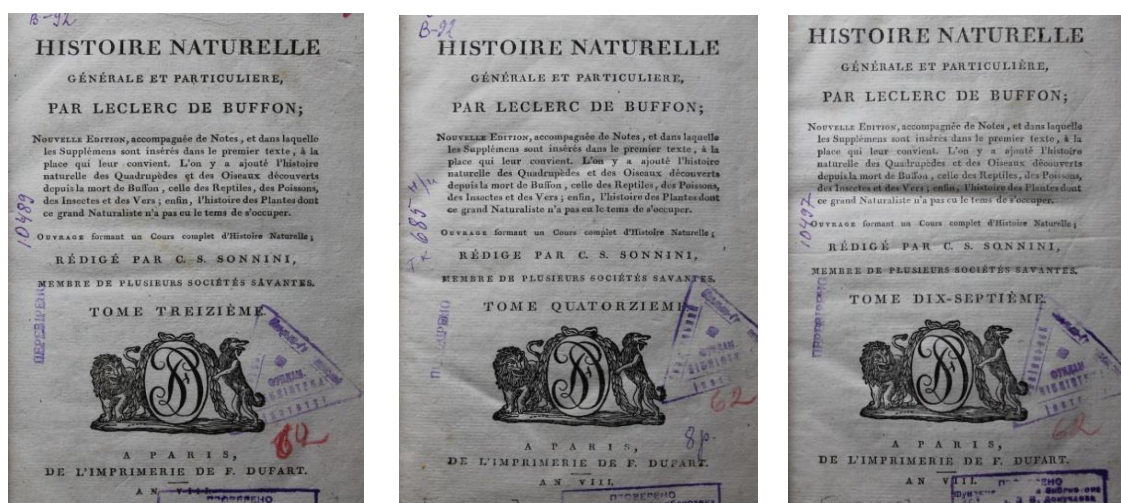 В-92
HISTOIRE NATURELLE
GÉNÉRALE ET PARTICULIERE,
PAR LECLERC DE BUFFON;
NOUVELLE EDITION, accompagnée de Notes, et dans laquelle
les Supplémens sont insérés dans le premier texte, à la
place qui leur convient. L'on y a ajouté l'histoire
naturelle des Quadrupèdes et des Oiseaux découverts
depuis la mort de Buffon, celle des Reptiles, des Poissons,
des Insectes et des Vers; enfin, l'histoire des Plantes dont
ce grand Naturaliste n'a pas eu le tems de s'occuper.
OUVRAGE formant un Cours complet d'Histoire Naturelle;
RÉDIGÉ PAR C. S. SONNINI,
MEMBRE DE PLUSIEURS SOCIÉTÉS SAVANTES.
TOME TREIZIÈME.
10489
62
A PARIS,
DE L'IMPRIMERIE DE F. DUFART.
AN VIII.
ПРОВЕРЕНО
В-92
HISTOIRE NATURELLE
GÉNÉRALE ET PARTICULIERE,
PAR LECLERC DE BUFFON;
NOUVELLE EDITION, accompagnée de Notes, et dans laquelle
les Supplémens sont insérés dans le premier texte, à la
place qui leur convient. L'on y a ajouté l'histoire
naturelle des Quadrupèdes et des Oiseaux découverts
depuis la mort de Buffon, celle des Reptiles, des Poissons,
des Insectes et des Vers; enfin, l'histoire des Plantes dont
ce grand Naturaliste n'a pas eu le tems de s'occuper.
OUVRAGE formant un Cours complet d'Histoire Naturelle;
RÉDIGÉ PAR C. S. SONNINI,
MEMBRE DE PLUSIEURS SOCIÉTÉS SAVANTES.
TOME QUATORZIEME.
685
62
8р.
A PARIS,
DE L'IMPRIMERIE DE F. DUFART.
AN VIII.
ПРОВЕРЕНО
HISTOIRE NATURELLE
GÉNÉRALE ET PARTICULIÈRE,
PAR LECLERC DE BUFFON;
NOUVELLE EDITION, accompagnée de Notes, et dans laquelle
les Supplémens sont insérés dans le premier texte, à la
place qui leur convient. L'on y a ajouté l'histoire
naturelle des Quadrupèdes et des Oiseaux découverts
depuis la mort de Buffon, celle des Reptiles, des Poissons,
des Insectes et des Vers; enfin, l'histoire des Plantes dont
ce grand Naturaliste n'a pas eu le tems de s'occuper.
OUVRAGE formant un Cours complet d'Histoire Naturelle;
RÉDIGÉ PAR C. S. SONNINI,
MEMBRE DE PLUSIEURS SOCIÉTÉS SAVANTES.
TOME DIX-SEPTIÈME.
10497
62
A PARIS,
DE L'IMPRIMERIE DE F. DUFART.
AN VIII.